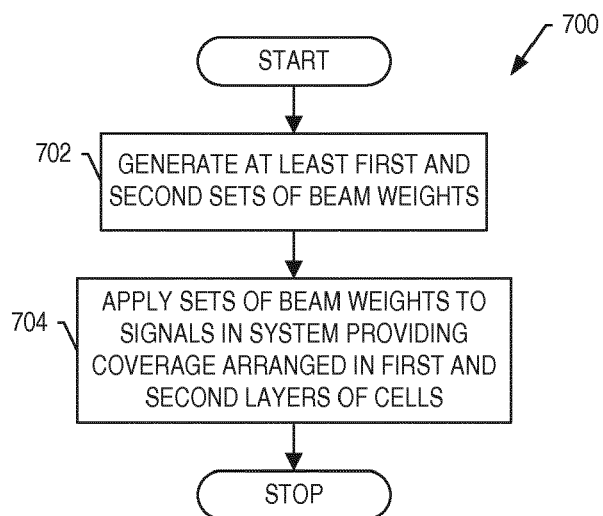 700
START
702
GENERATE AT LEAST FIRST AND
SECOND SETS OF BEAM WEIGHTS
704
APPLY SETS OF BEAM WEIGHTS TO
SIGNALS IN SYSTEM PROVIDING
COVERAGE ARRANGED IN FIRST AND
SECOND LAYERS OF CELLS
STOP